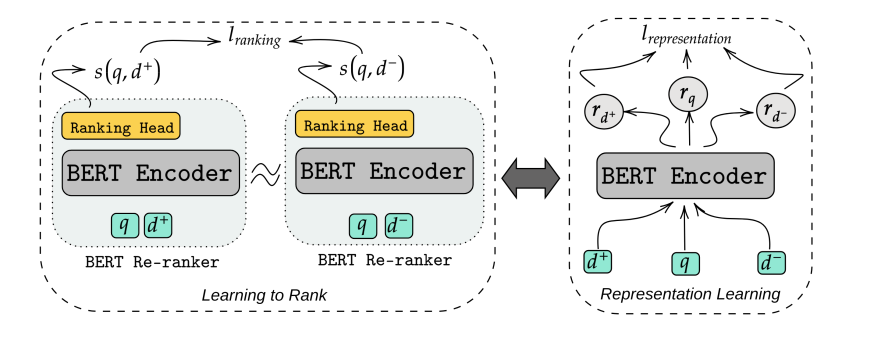 l_ranking
s(q, d⁺)
s(q, d⁻)
Ranking Head
BERT Encoder
q
d⁺
BERT Re-ranker
Ranking Head
BERT Encoder
q
d⁻
BERT Re-ranker
Learning to Rank
l_representation
r_d⁺
r_q
r_d⁻
BERT Encoder
d⁺
q
d⁻
Representation Learning